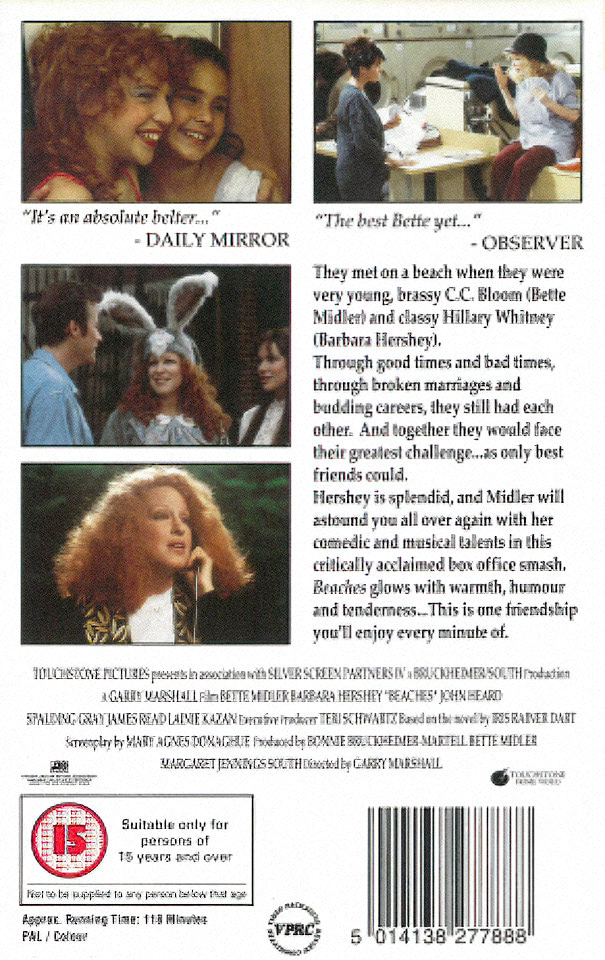 "It's an absolute belter..."
- DAILY MIRROR
"The best Bette yet..."
- OBSERVER
They met on a beach when they were
very young, brassy C.C. Bloom (Bette
Midler) and classy Hillary Whitney
(Barbara Hershey).
Through good times and bad times,
through broken marriages and
budding careers, they still had each
other. And together they would face
their greatest challenge...as only best
friends could.
Hershey is splendid, and Midler will
astound you all over again with her
comedic and musical talents in this
critically acclaimed box office smash.
Beaches glows with warmth, humour
and tenderness...This is one friendship
you'll enjoy every minute of.
TOUCHSTONE PICTURES presents in association with SILVER SCREEN PARTNERS IV a BRUCKHEIMER/SOUTH Production
A GARRY MARSHALL Film BETTE MIDLER BARBARA HERSHEY "BEACHES" JOHN HEARD
SPALDING GRAY JAMES READ LAINIE KAZAN Executive Producer TERI SCHWARTZ Based on the novel by IRIS RAINER DART
Screenplay by MARY AGNES DONOGHUE Produced by BONNIE BRUCKHEIMER-MARTELL BETTE MIDLER
MARGARET JENNINGS SOUTH Directed by GARRY MARSHALL
TOUCHSTONE
HOME VIDEO
15
Suitable only for
persons of
15 years and over
Not to be supplied to any person below that age
Approx. Running Time: 118 Minutes
PAL / Colour
VPRC
5 014138 277888